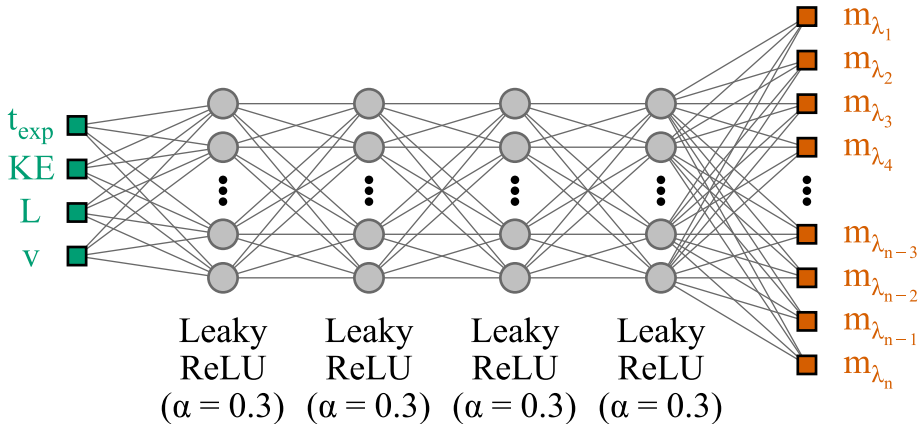 t_exp
KE
L
v
Leaky
ReLU
(α = 0.3)
Leaky
ReLU
(α = 0.3)
Leaky
ReLU
(α = 0.3)
Leaky
ReLU
(α = 0.3)
m_λ₁
m_λ₂
m_λ₃
m_λ₄
m_λₙ₋₃
m_λₙ₋₂
m_λₙ₋₁
m_λₙ